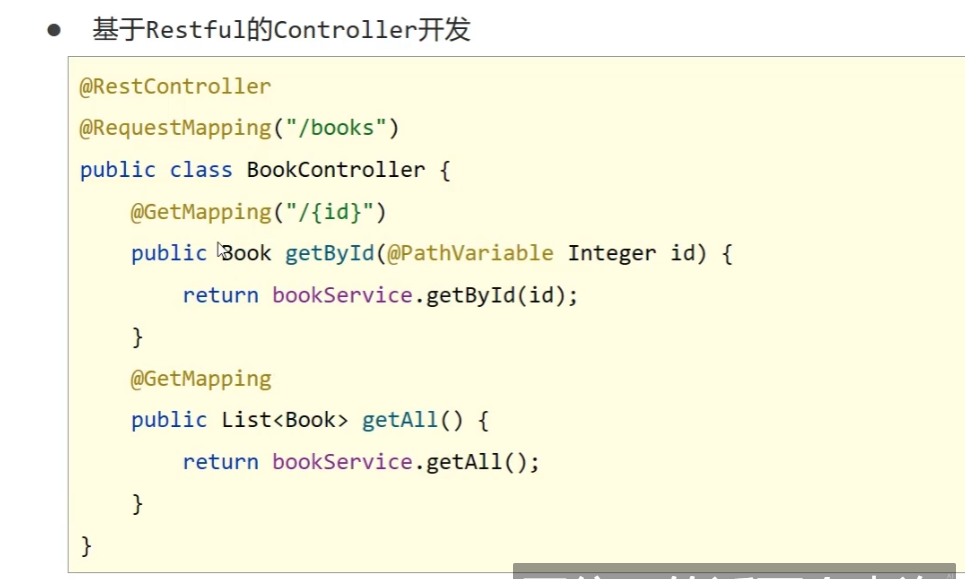 ● 基于Restful的Controller开发
@RestController
@RequestMapping("/books")
public class BookController {
@GetMapping("/{id}")
public Book getById(@PathVariable Integer id) {
return bookService.getById(id);
}
@GetMapping
public List<Book> getAll() {
return bookService.getAll();
}
}